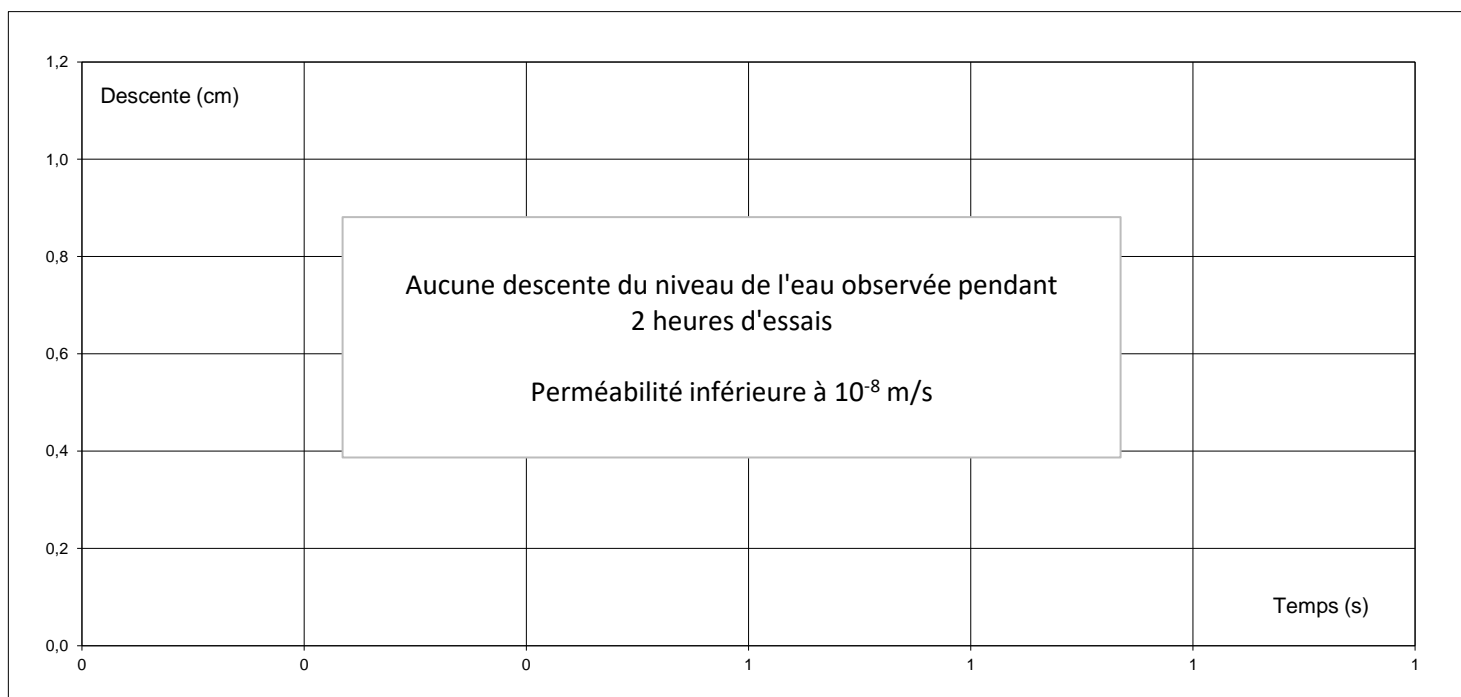 1,2
Descente (cm)
1,0
0,8
Aucune descente du niveau de l'eau observée pendant
2 heures d'essais
0,6
Perméabilité inférieure à 10⁻⁸ m/s
0,4
0,2
Temps (s)
0,0
0 0 0 1 1 1 1